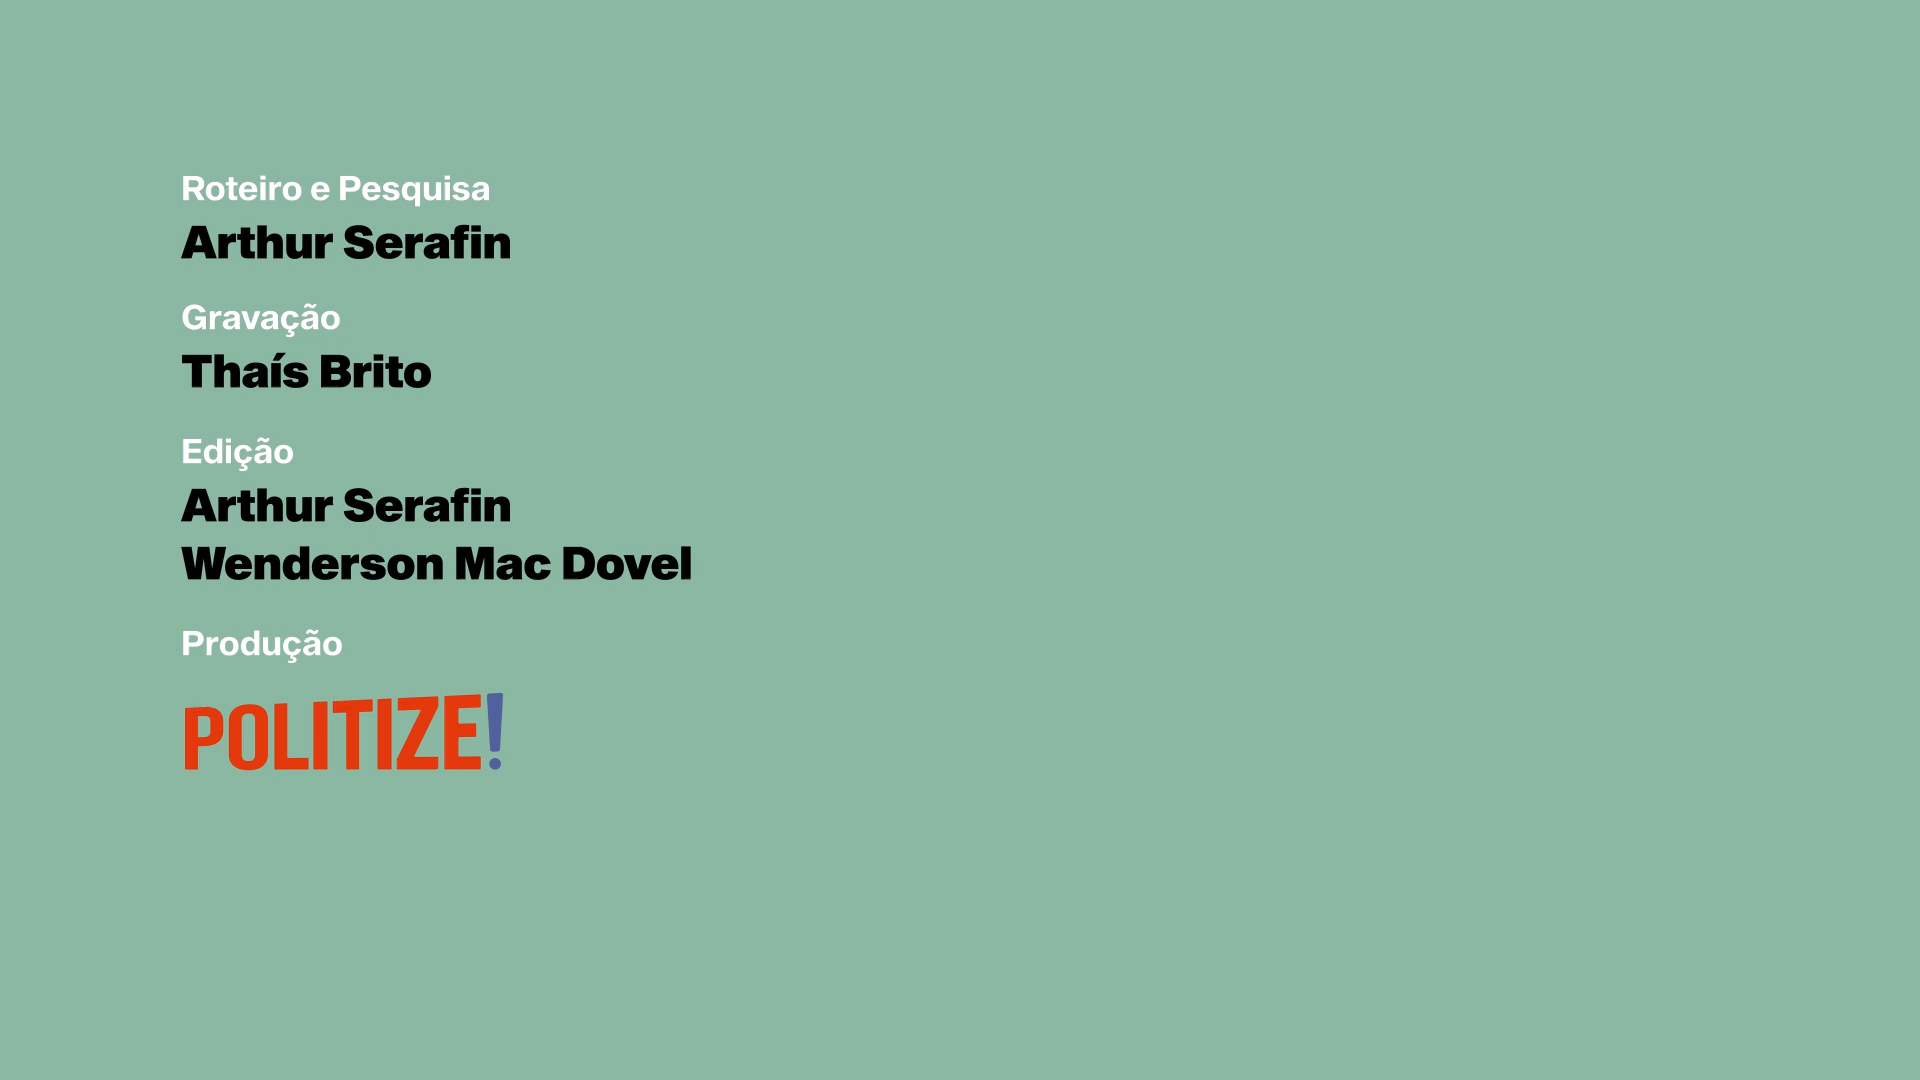 Roteiro e Pesquisa
Arthur Serafin
Gravação
Thaís Brito
Edição
Arthur Serafin
Wenderson Mac Dovel
Produção
POLITIZE!